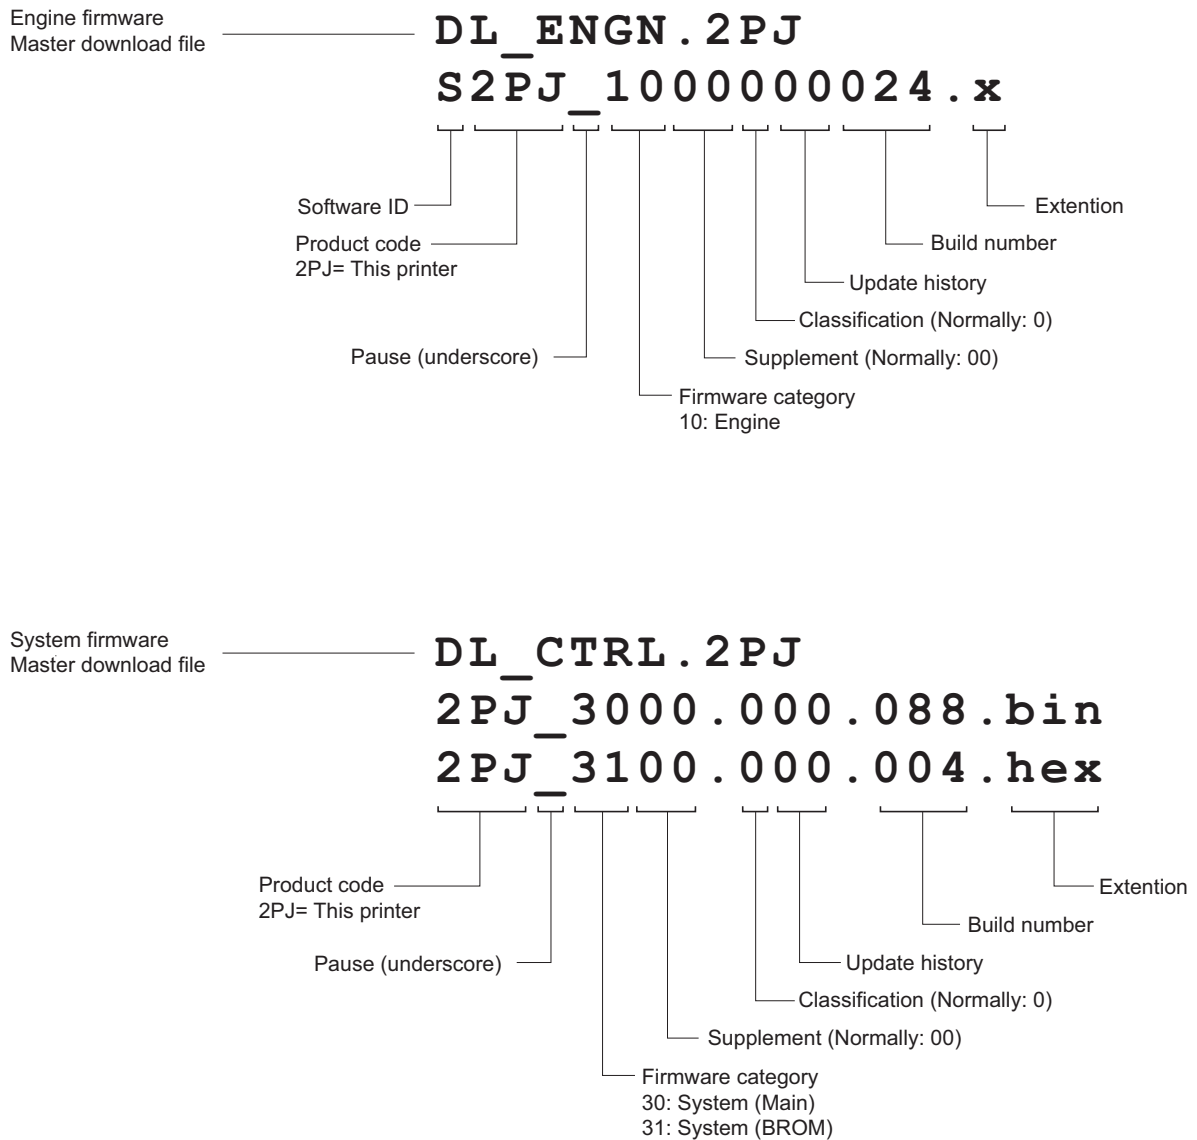 Engine firmware
Master download file
DL_ENGN.2PJ
S2PJ_1000000024.x
Software ID
Extention
Product code
2PJ= This printer
Build number
Update history
Classification (Normally: 0)
Pause (underscore)
Supplement (Normally: 00)
Firmware category
10: Engine
System firmware
Master download file
DL_CTRL.2PJ
2PJ_3000.000.088.bin
2PJ_3100.000.004.hex
Product code
2PJ= This printer
Extention
Build number
Pause (underscore)
Update history
Classification (Normally: 0)
Supplement (Normally: 00)
Firmware category
30: System (Main)
31: System (BROM)